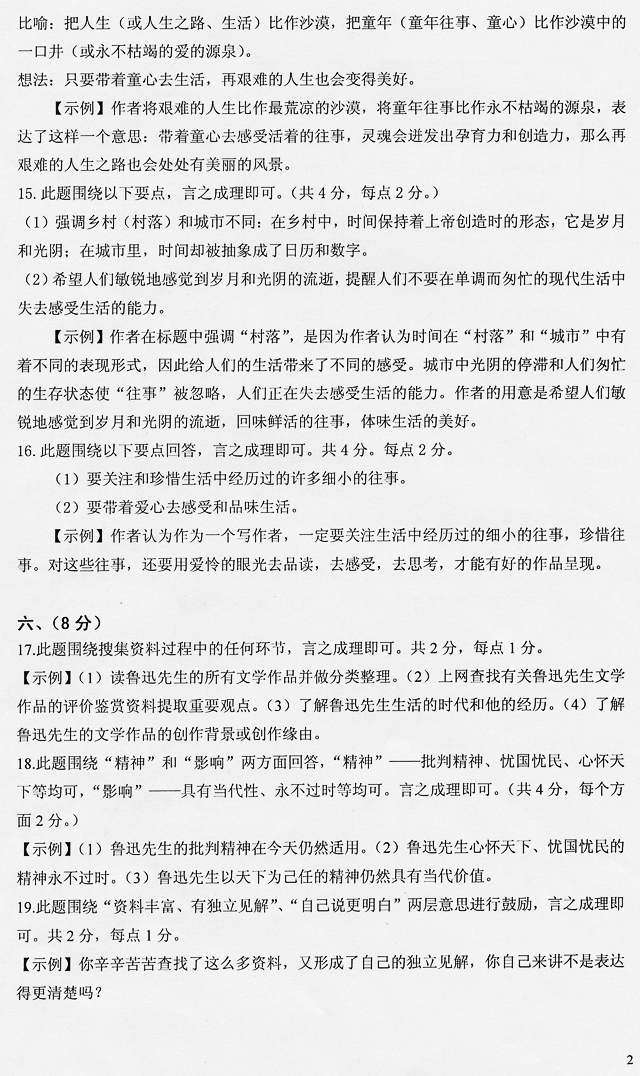 比喻：把人生（或人生之路、生活）比作沙漠，把童年（童年往事、童心）比作沙漠中的
一口井（或永不枯竭的爱的源泉）。
想法：只要带着童心去生活，再艰难的人生也会变得美好。
【示例】作者将艰难的人生比作最荒凉的沙漠，将童年往事比作永不枯竭的源泉，表
达了这样一个意思：带着童心去感受活着的往事，灵魂会迸发出孕育力和创造力，那么再
艰难的人生之路也会处处有美丽的风景。
15. 此题围绕以下要点，言之成理即可。（共 4 分，每点 2 分。）
（1）强调乡村（村落）和城市不同：在乡村中，时间保持着上帝创造时的形态，它是岁月
和光阴；在城市里，时间却被抽象成了日历和数字。
（2）希望人们敏锐地感觉到岁月和光阴的流逝，提醒人们不要在单调而匆忙的现代生活中
失去感受生活的能力。
【示例】作者在标题中强调“村落”，是因为作者认为时间在“村落”和“城市”中有
着不同的表现形式，因此给人们的生活带来了不同的感受。城市中光阴的停滞和人们匆忙
的生存状态使“往事”被忽略，人们正在失去感受生活的能力。作者的用意是希望人们敏
锐地感觉到岁月和光阴的流逝，回味鲜活的往事，体味生活的美好。
16. 此题围绕以下要点回答，言之成理即可。共 4 分。每点 2 分。
（1）要关注和珍惜生活中经历过的许多细小的往事。
（2）要带着爱心去感受和品味生活。
【示例】作者认为作为一个写作者，一定要关注生活中经历过的细小的往事，珍惜往
事。对这些往事，还要用爱怜的眼光去品读，去感受，去思考，才能有好的作品呈现。
六、（8 分）
17.此题围绕搜集资料过程中的任何环节，言之成理即可。共 2 分，每点 1 分。
【示例】（1）读鲁迅先生的所有文学作品并做分类整理。（2）上网查找有关鲁迅先生文学
作品的评价鉴赏资料提取重要观点。（3）了解鲁迅先生生活的时代和他的经历。（4）了解
鲁迅先生的文学作品的创作背景或创作缘由。
18.此题围绕“精神”和“影响”两方面回答，“精神”——批判精神、忧国忧民、心怀天
下等均可，“影响”——具有当代性、永不过时等均可。言之成理即可。（共 4 分，每个方
面 2 分。）
【示例】（1）鲁迅先生的批判精神在今天仍然适用。（2）鲁迅先生心怀天下、忧国忧民的
精神永不过时。（3）鲁迅先生以天下为己任的精神仍然具有当代价值。
19.此题围绕“资料丰富、有独立见解”、“自己说更明白”两层意思进行鼓励，言之成理即
可。共 2 分，每点 1 分。
【示例】你辛辛苦苦查找了这么多资料，又形成了自己的独立见解，你自己来讲不是表达
得更清楚吗？
2